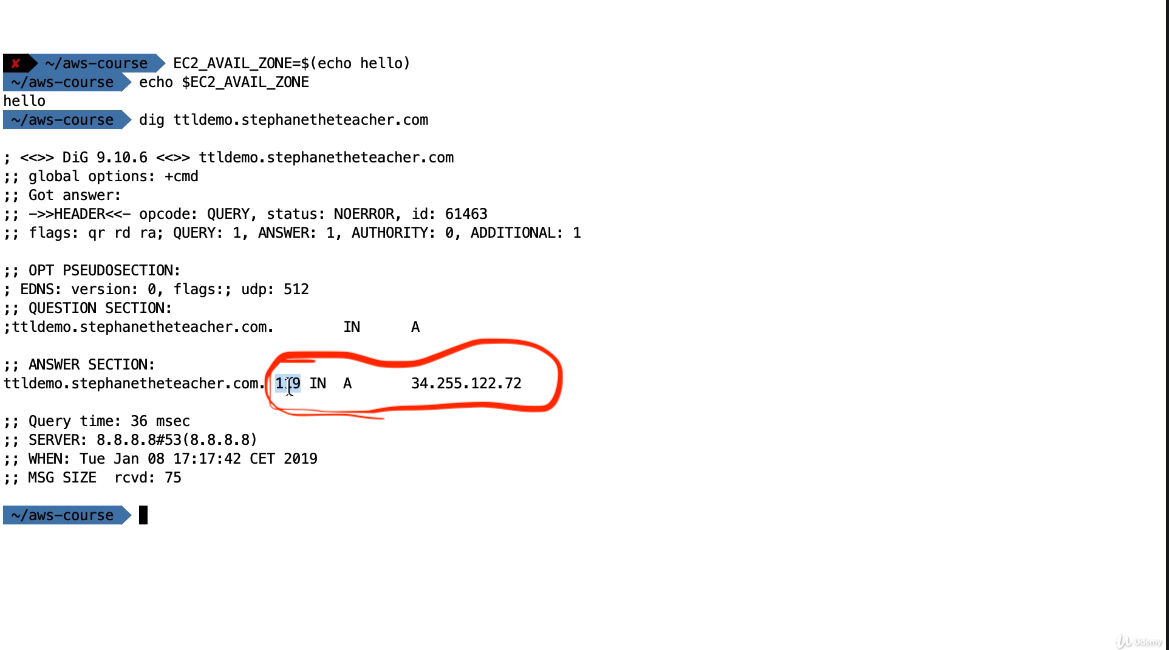 ✘ ~/aws-course EC2_AVAIL_ZONE=$(echo hello)
~/aws-course echo $EC2_AVAIL_ZONE
hello
~/aws-course dig ttldemo.stephanetheteacher.com
; <<>> DiG 9.10.6 <<>> ttldemo.stephanetheteacher.com
;; global options: +cmd
;; Got answer:
;; ->>HEADER<<- opcode: QUERY, status: NOERROR, id: 61463
;; flags: qr rd ra; QUERY: 1, ANSWER: 1, AUTHORITY: 0, ADDITIONAL: 1
;; OPT PSEUDOSECTION:
; EDNS: version: 0, flags:; udp: 512
;; QUESTION SECTION:
;ttldemo.stephanetheteacher.com. IN A
;; ANSWER SECTION:
ttldemo.stephanetheteacher.com. IN A 34.255.122.72
;; Query time: 36 msec
;; SERVER: 8.8.8.8#53(8.8.8.8)
;; WHEN: Tue Jan 08 17:17:42 CET 2019
;; MSG SIZE rcvd: 75
~/aws-course
Udemy